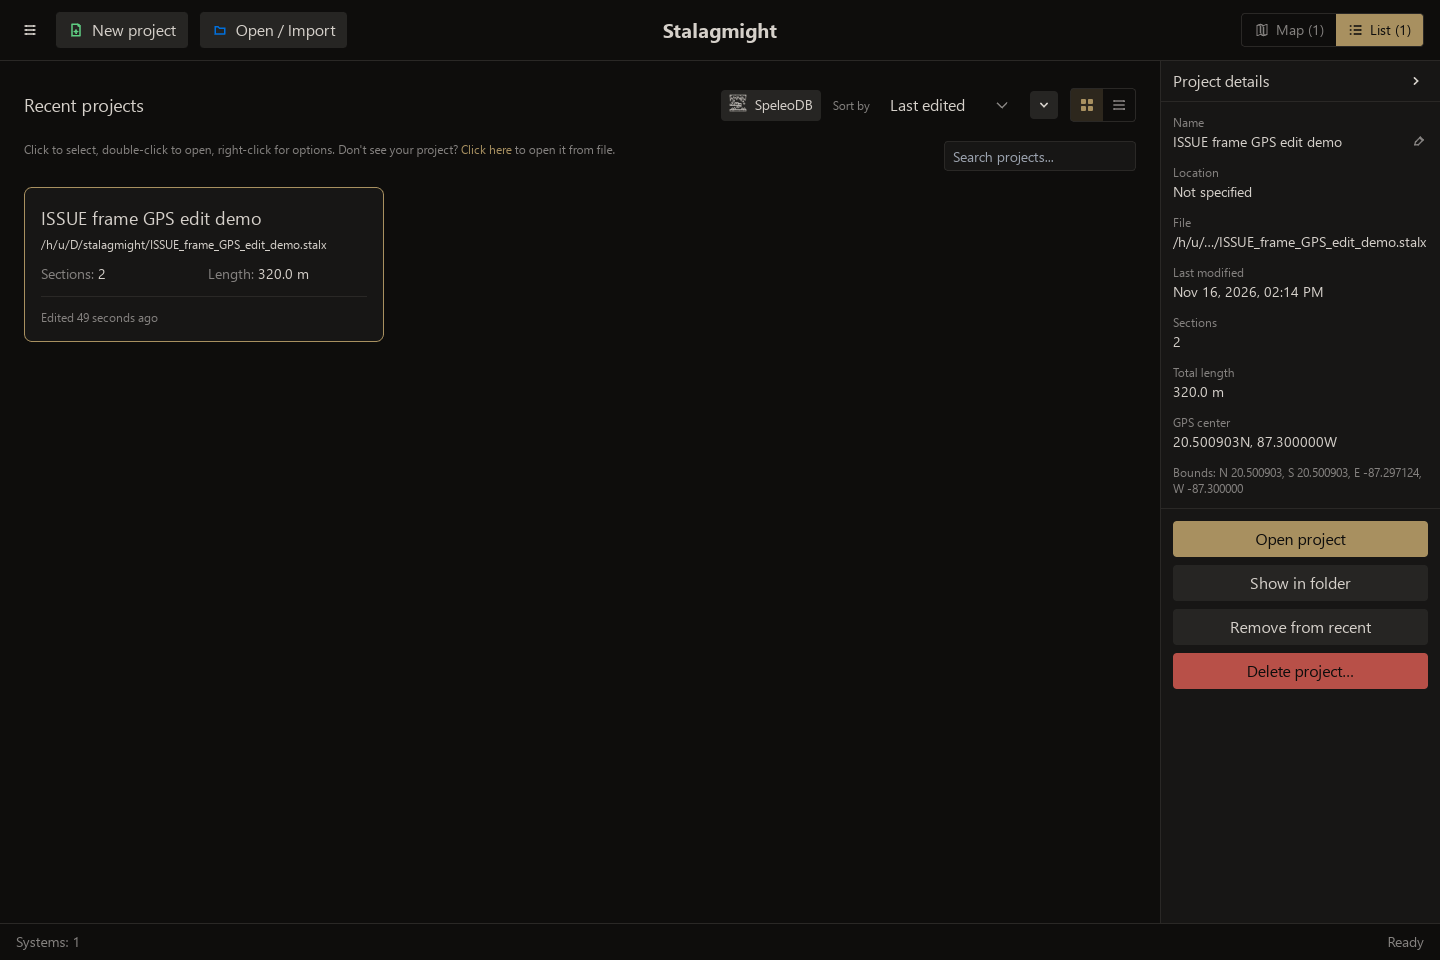 New project
Open / Import
Stalagmight
Map (1)
List (1)
Recent projects
SpeleoDB
Sort by
Last edited
Click to select, double-click to open, right-click for options. Don't see your project? Click here to open it from file.
Search projects...
ISSUE frame GPS edit demo
/h/u/D/stalagmight/ISSUE_frame_GPS_edit_demo.stalx
Sections: 2
Length: 320.0 m
Edited 49 seconds ago
Project details
Name
ISSUE frame GPS edit demo
Location
Not specified
File
/h/u/.../ISSUE_frame_GPS_edit_demo.stalx
Last modified
Nov 16, 2026, 02:14 PM
Sections
2
Total length
320.0 m
GPS center
20.500903N, 87.300000W
Bounds: N 20.500903, S 20.500903, E -87.297124,
W -87.300000
Open project
Show in folder
Remove from recent
Delete project...
Systems: 1
Ready